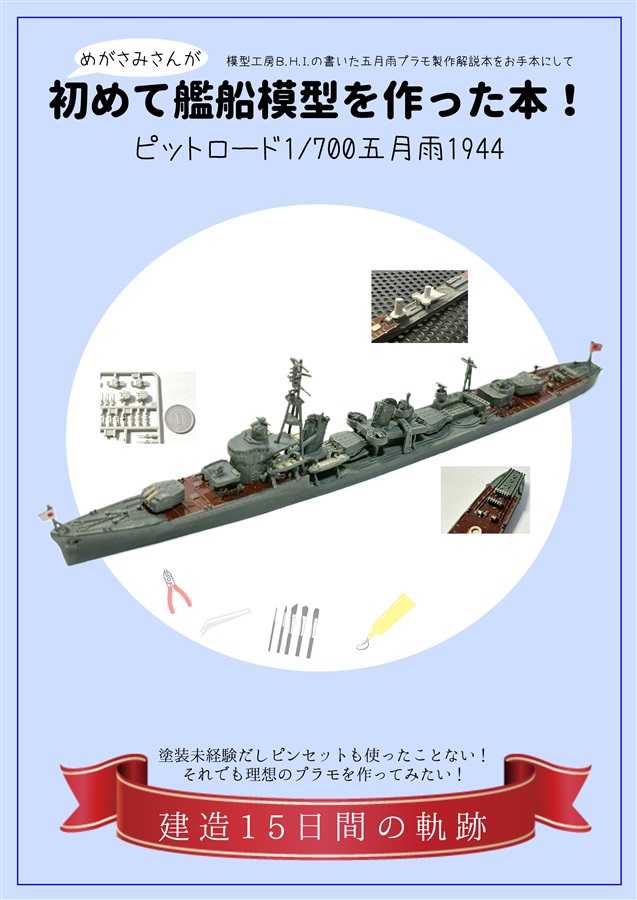 めがさみさんが
模型工房B.H.I.の書いた五月雨プラモ製作解説本をお手本にして
初めて艦船模型を作った本！
ピットロード1/700五月雨1944
塗装未経験だしピンセットも使ったことない！
それでも理想のプラモを作ってみたい！
建造15日間の軌跡